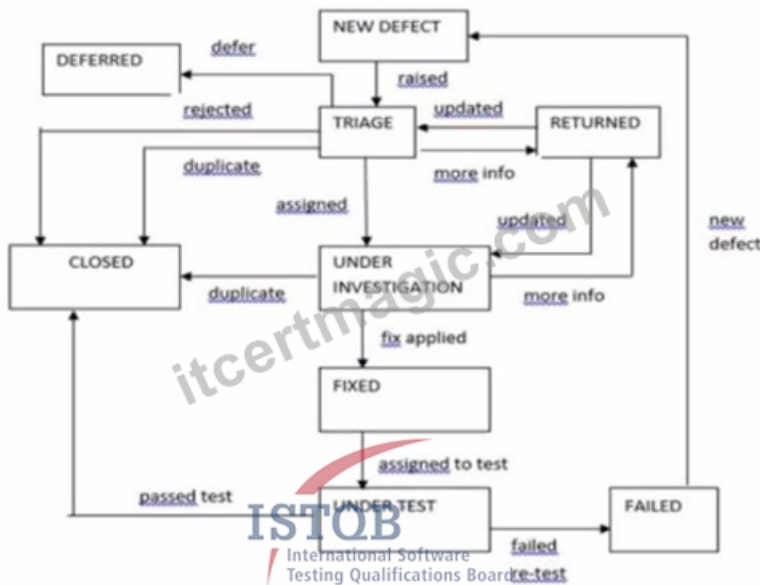 NEW DEFECT
defer
DEFERRED
raised
rejected
updated
TRIAGE
RETURNED
duplicate
more info
assigned
updated
new
defect
CLOSED
UNDER
INVESTIGATION
duplicate
more info
fix applied
itcertmagic.com
FIXED
assigned to test
passed test
UNDER TEST
FAILED
ISTQB
failed
International Software
Testing Qualifications Board
re-test